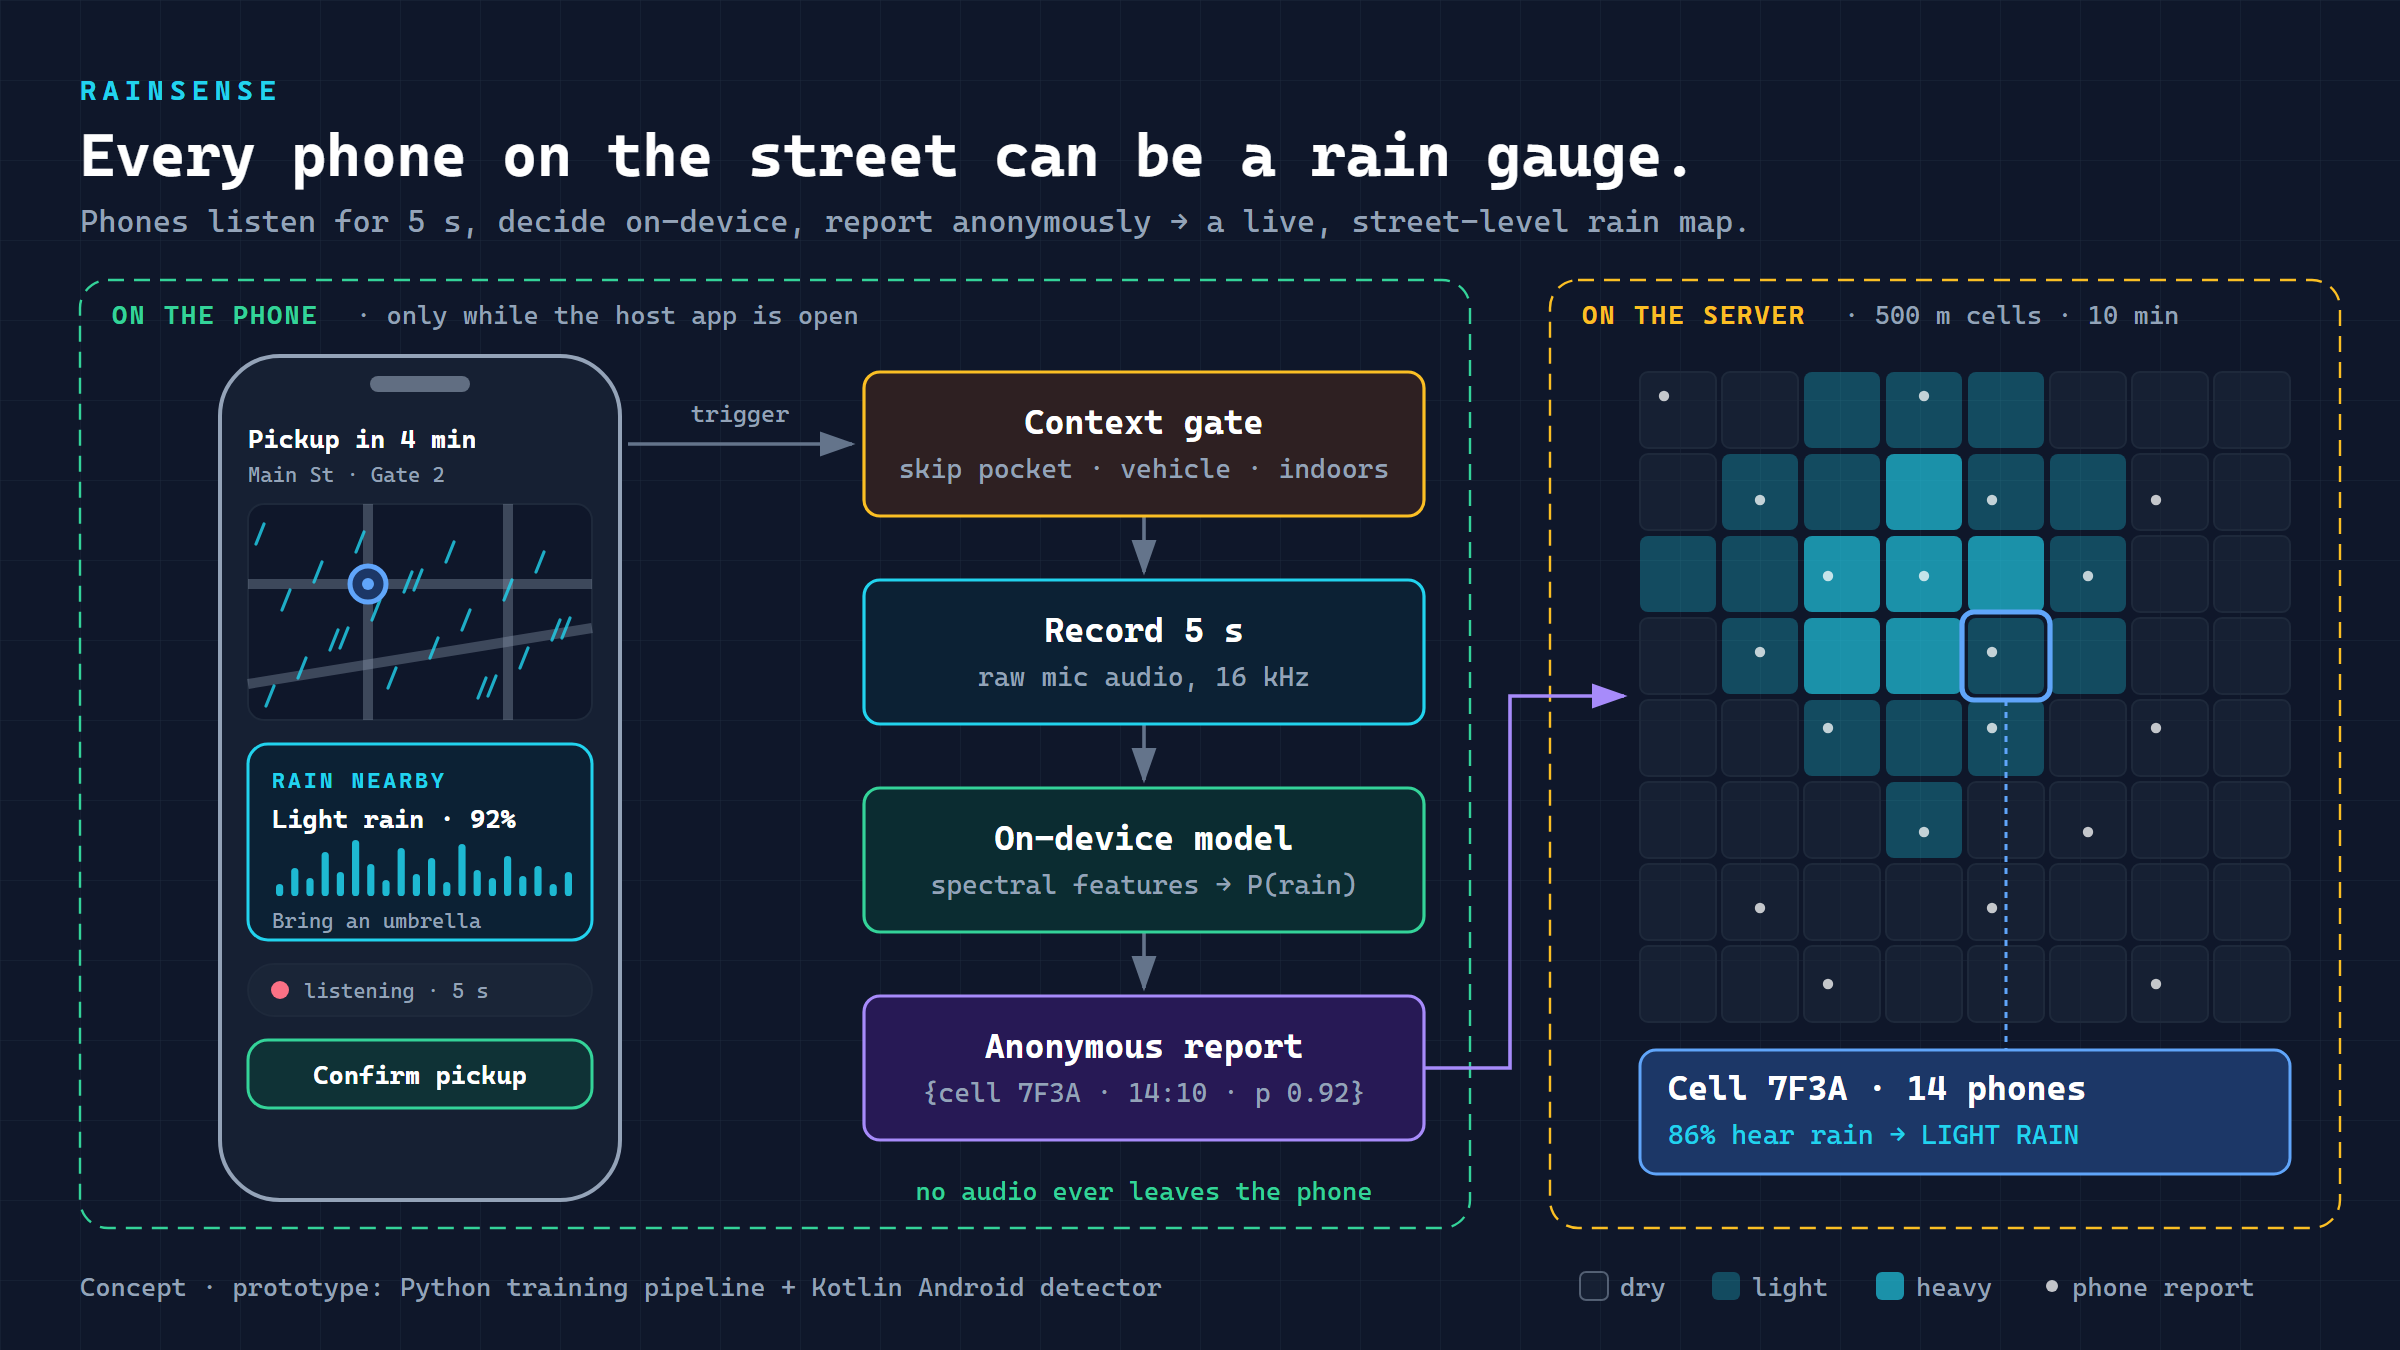 RAINSENSE
Every phone on the street can be a rain gauge.
Phones listen for 5 s, decide on-device, report anonymously → a live, street-level rain map.
ON THE PHONE · only while the host app is open
Pickup in 4 min
Main St · Gate 2
RAIN NEARBY
Light rain · 92%
Bring an umbrella
listening · 5 s
Confirm pickup
trigger
Context gate
skip pocket · vehicle · indoors
Record 5 s
raw mic audio, 16 kHz
On-device model
spectral features → P(rain)
Anonymous report
{cell 7F3A · 14:10 · p 0.92}
no audio ever leaves the phone
ON THE SERVER · 500 m cells · 10 min
Cell 7F3A · 14 phones
86% hear rain → LIGHT RAIN
Concept · prototype: Python training pipeline + Kotlin Android detector
dry light heavy phone report